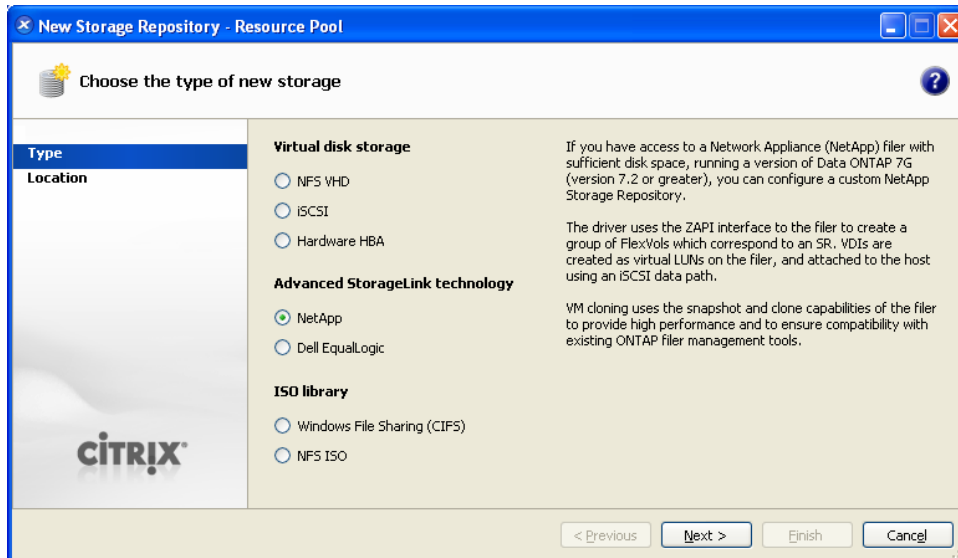 New Storage Repository - Resource Pool
Choose the type of new storage
?
Type
Location
Virtual disk storage
NFS VHD
iSCSI
Hardware HBA
Advanced StorageLink technology
NetApp
Dell EqualLogic
ISO library
Windows File Sharing (CIFS)
NFS ISO
If you have access to a Network Appliance (NetApp) filer with
sufficient disk space, running a version of Data ONTAP 7G
(version 7.2 or greater), you can configure a custom NetApp
Storage Repository.
The driver uses the ZAPI interface to the filer to create a
group of FlexVols which correspond to an SR. VDIs are
created as virtual LUNs on the filer, and attached to the host
using an iSCSI data path.
VM cloning uses the snapshot and clone capabilities of the filer
to provide high performance and to ensure compatibility with
existing ONTAP filer management tools.
CITRIX
< Previous
Next >
Finish
Cancel